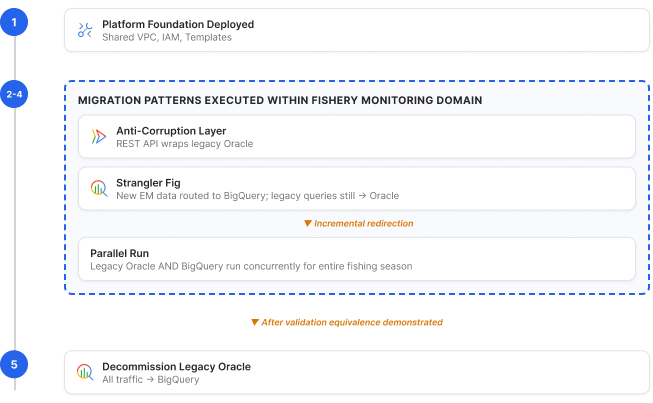 1
Platform Foundation Deployed
Shared VPC, IAM, Templates
2-4
MIGRATION PATTERNS EXECUTED WITHIN FISHERY MONITORING DOMAIN
Anti-Corruption Layer
REST API wraps legacy Oracle
Strangler Fig
New EM data routed to BigQuery; legacy queries still → Oracle
▼ Incremental redirection
Parallel Run
Legacy Oracle AND BigQuery run concurrently for entire fishing season
▼ After validation equivalence demonstrated
5
Decommission Legacy Oracle
All traffic → BigQuery